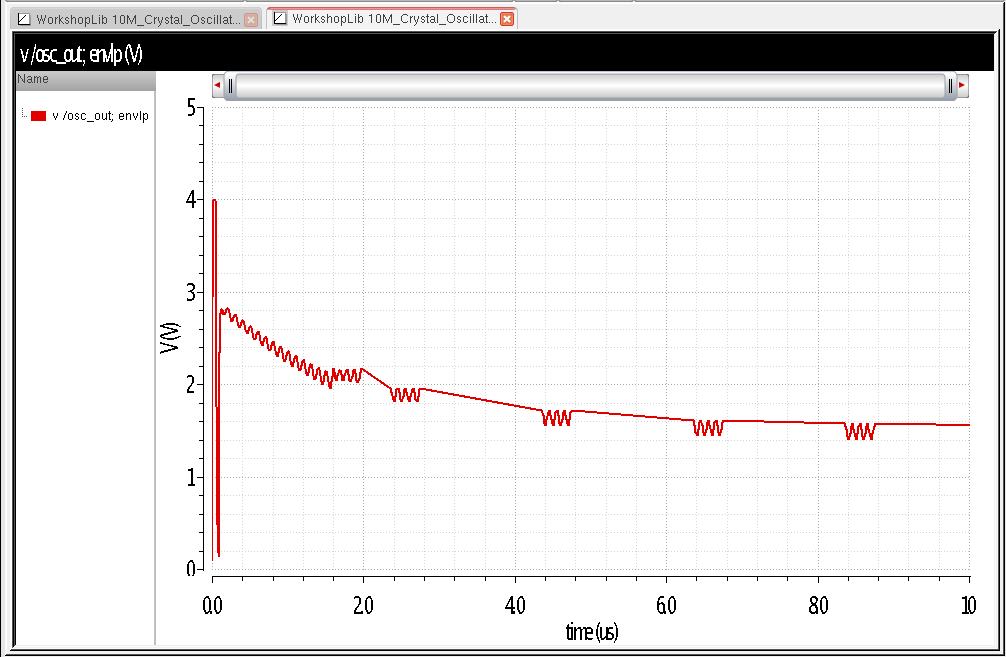 WorkshopLib 10M_Crystal_Oscillat...
WorkshopLib 10M_Crystal_Oscillat...
v /osc_out; envlp (V)
Name
v /osc_out; envlp
5
4
3
2
1
0
V (V)
0.0 2.0 4.0 6.0 8.0 10
time (us)